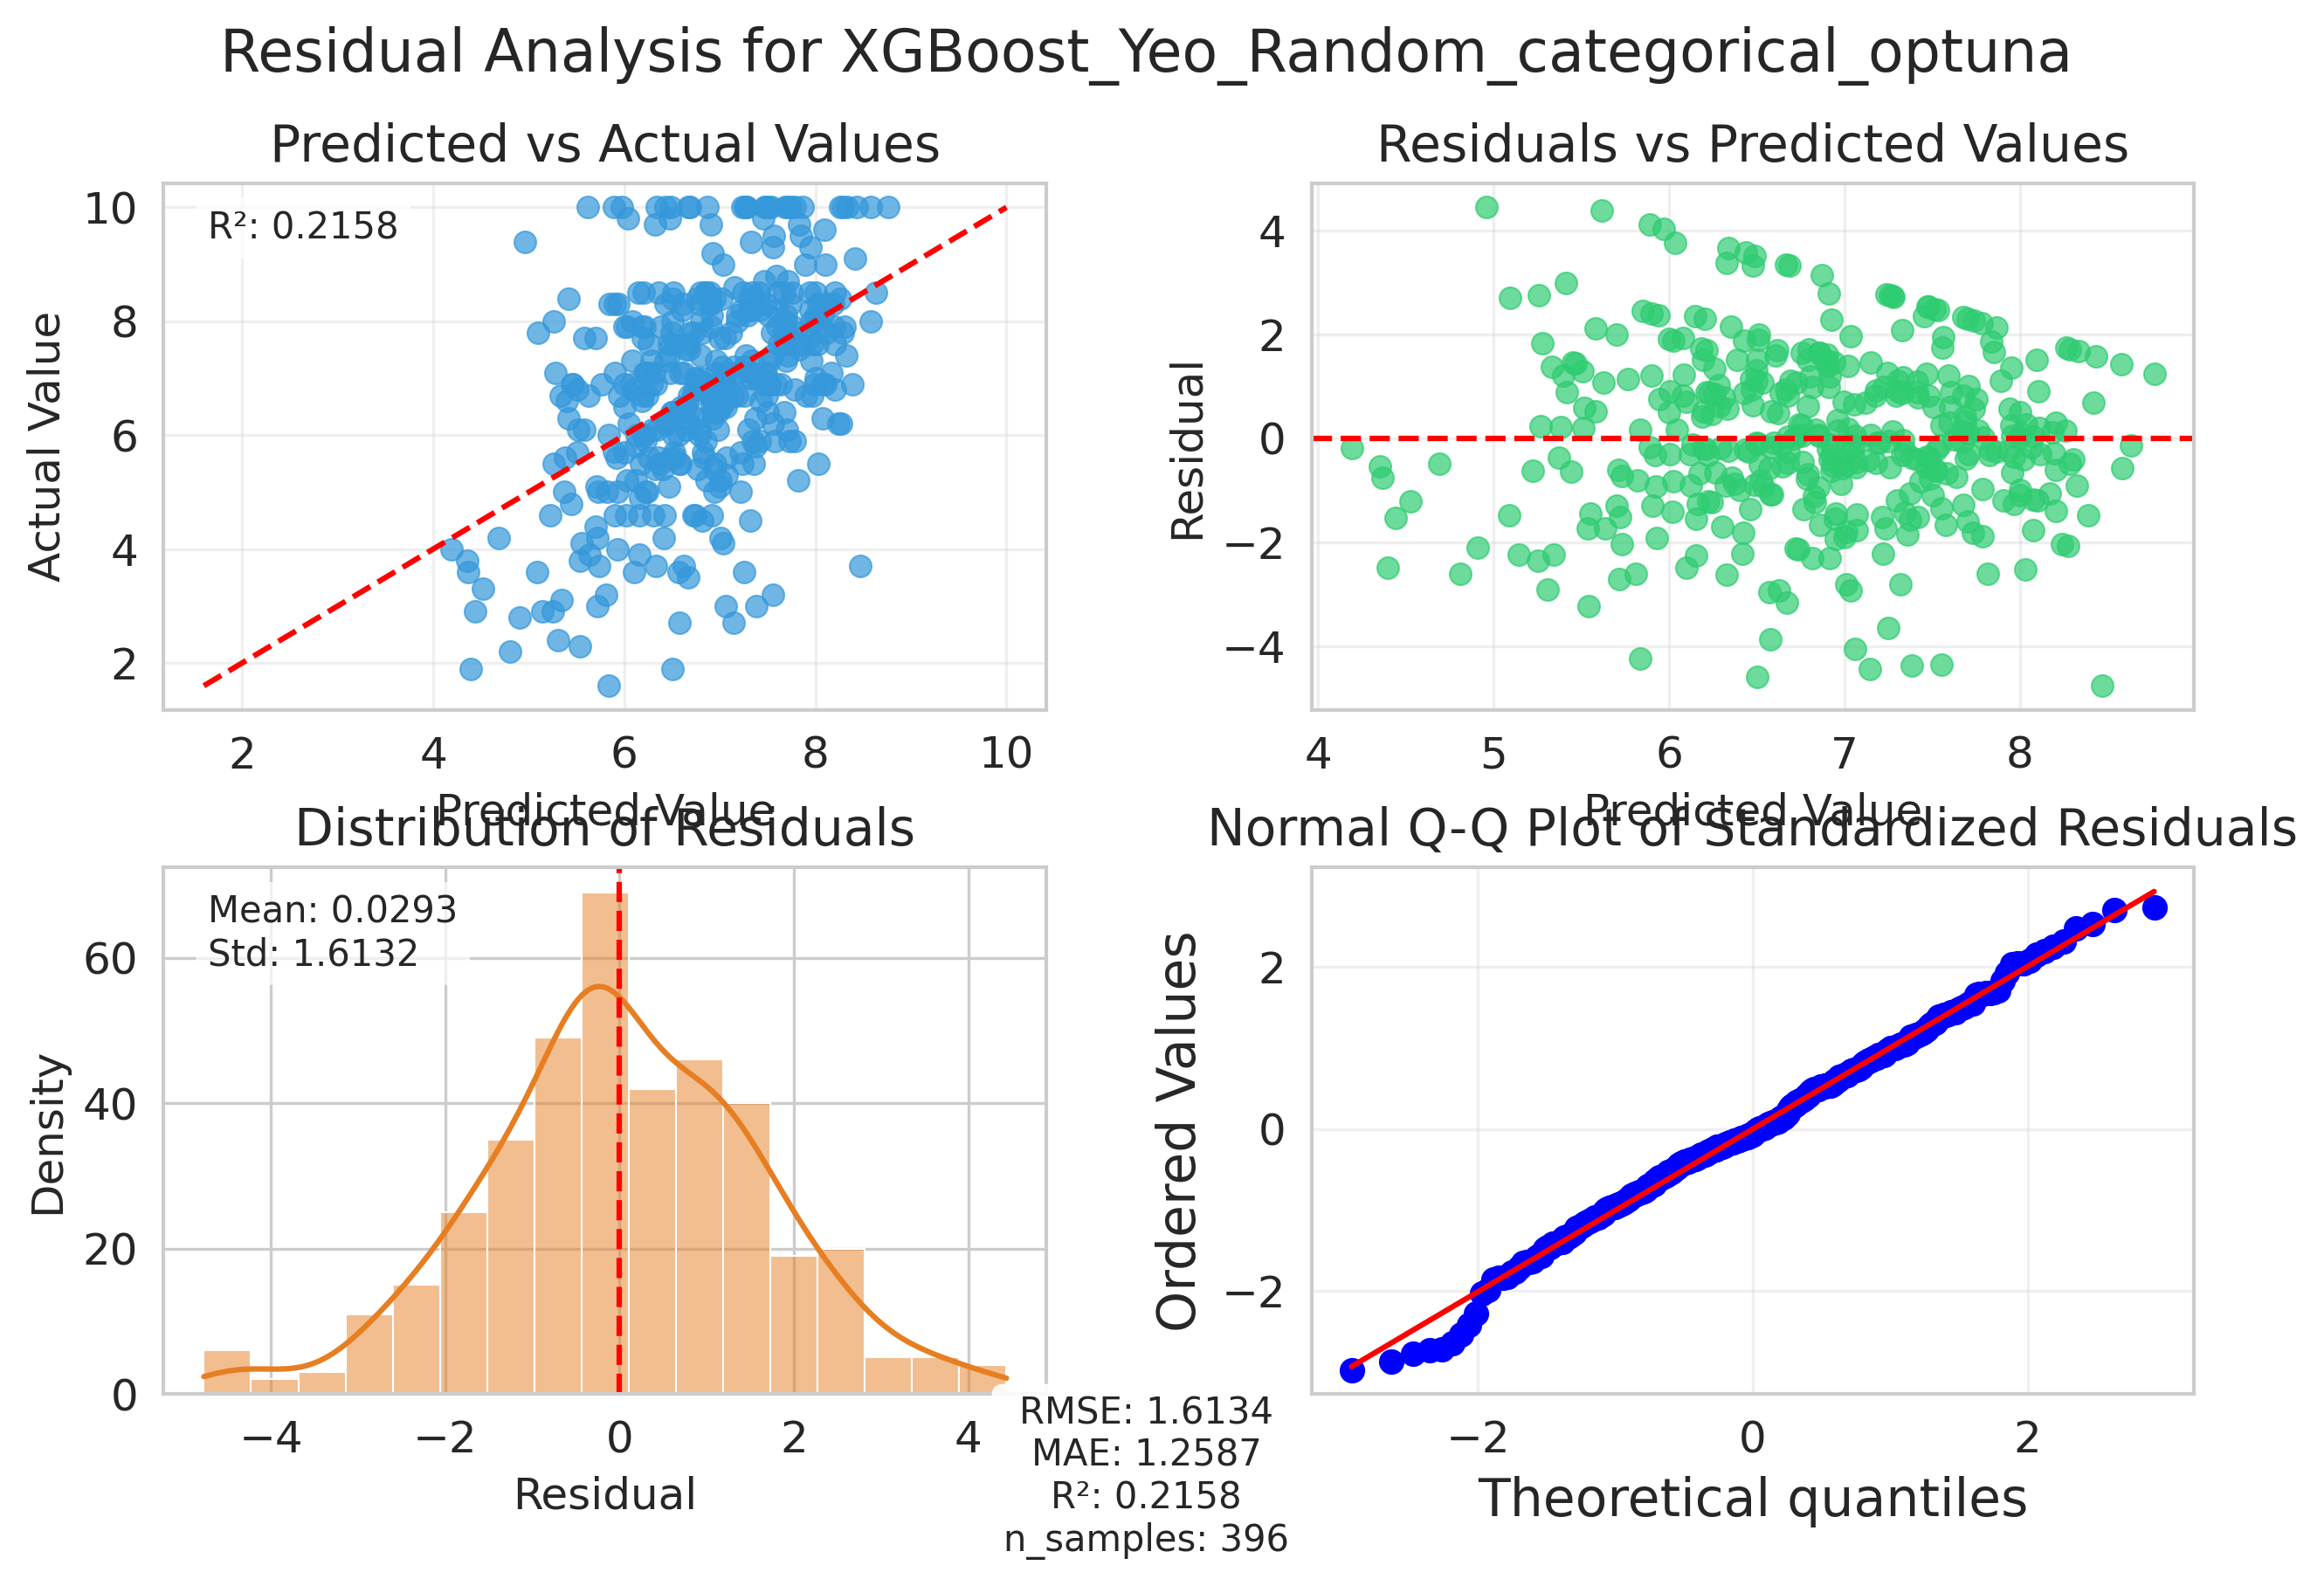 Residual Analysis for XGBoost_Yeo_Random_categorical_optuna
Predicted vs Actual Values
R²: 0.2158
Actual Value
10
8
6
4
2
2 4 6 8 10
Predicted Value
Residuals vs Predicted Values
Residual
4
2
0
−2
−4
4 5 6 7 8
Predicted Value
Distribution of Residuals
Mean: 0.0293
Std: 1.6132
Density
60
40
20
0
−4 −2 0 2 4
Residual
Normal Q-Q Plot of Standardized Residuals
Ordered Values
2
0
−2
−2 0 2
Theoretical quantiles
RMSE: 1.6134
MAE: 1.2587
R²: 0.2158
n_samples: 396